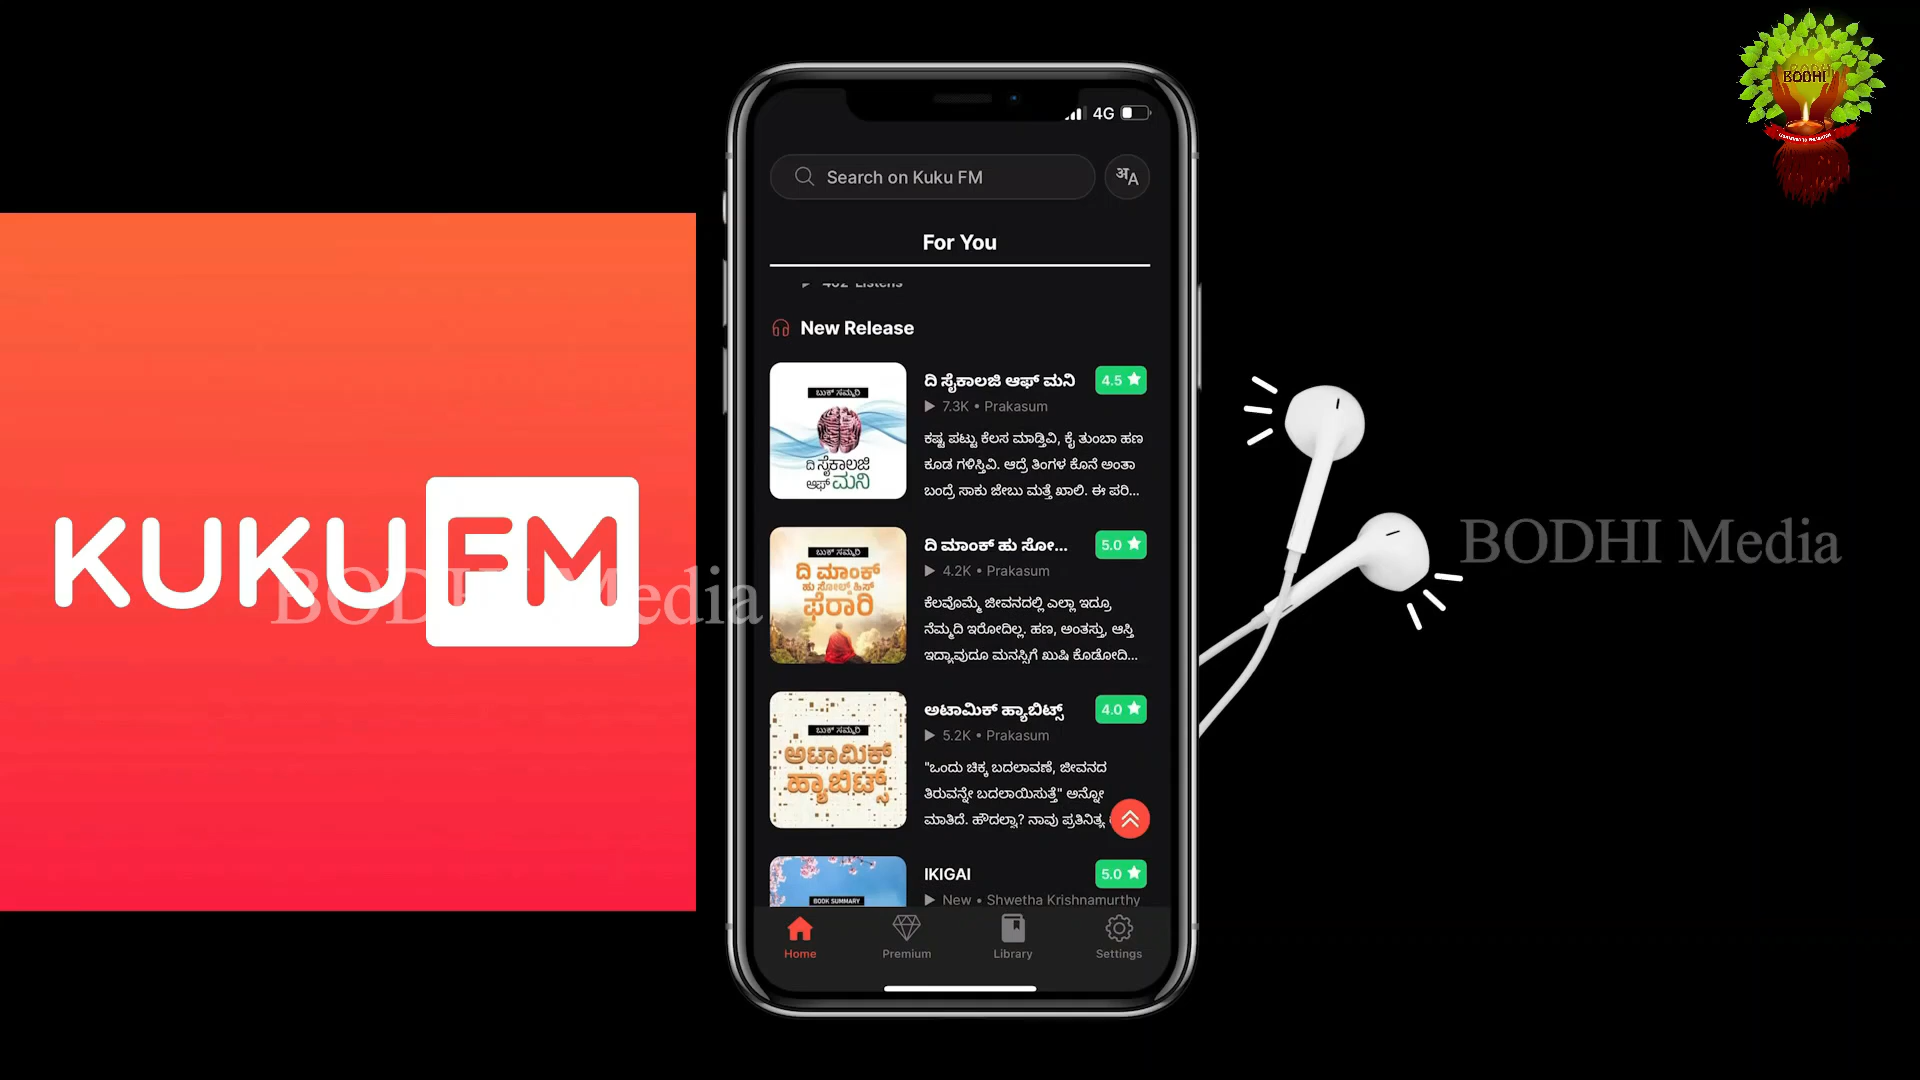 BODHI
4G
Search on Kuku FM
अA
For You
402 Listens
New Release
ಬುಕ್ ಸಮ್ಮರಿ
ದಿ ಸೈಕಾಲಜಿ
ಆಫ್ ಮನಿ
ದಿ ಸೈಕಾಲಜಿ ಆಫ್ ಮನಿ
4.5
7.3K • Prakasum
ಕಷ್ಟ ಪಟ್ಟು ಕೆಲಸ ಮಾಡ್ತಿವಿ, ಕೈ ತುಂಬಾ ಹಣ
ಕೂಡ ಗಳಿಸ್ತಿವಿ. ಆದ್ರೆ ತಿಂಗಳ ಕೊನೆ ಅಂತಾ
ಬಂದ್ರೆ ಸಾಕು ಜೇಬು ಮತ್ತೆ ಖಾಲಿ. ಈ ಪರಿ...
KUKU FM
BODHI Media
BODHI Media
ಬುಕ್ ಸಮ್ಮರಿ
ದಿ ಮಾಂಕ್
ಹು ಸೋಲ್ಡ್ ಹಿಸ್
ಫೆರಾರಿ
ದಿ ಮಾಂಕ್ ಹು ಸೋ...
5.0
4.2K • Prakasum
ಕೆಲವೊಮ್ಮೆ ಜೀವನದಲ್ಲಿ ಎಲ್ಲಾ ಇದ್ರೂ
ನೆಮ್ಮದಿ ಇರೋದಿಲ್ಲ. ಹಣ, ಅಂತಸ್ತು, ಆಸ್ತಿ
ಇದ್ಯಾವುದೂ ಮನಸ್ಸಿಗೆ ಖುಷಿ ಕೊಡೋದಿ...
ಬುಕ್ ಸಮ್ಮರಿ
ಅಟಾಮಿಕ್
ಹ್ಯಾಬಿಟ್ಸ್
ಅಟಾಮಿಕ್ ಹ್ಯಾಬಿಟ್ಸ್
4.0
5.2K • Prakasum
"ಒಂದು ಚಿಕ್ಕ ಬದಲಾವಣೆ, ಜೀವನದ
ತಿರುವನ್ನೇ ಬದಲಾಯಿಸುತ್ತೆ" ಅನ್ನೋ
ಮಾತಿದೆ. ಹೌದಲ್ವಾ? ನಾವು ಪ್ರತಿನಿತ್ಯ
BOOK SUMMARY
IKIGAI
5.0
New • Shwetha Krishnamurthy
Home
Premium
Library
Settings